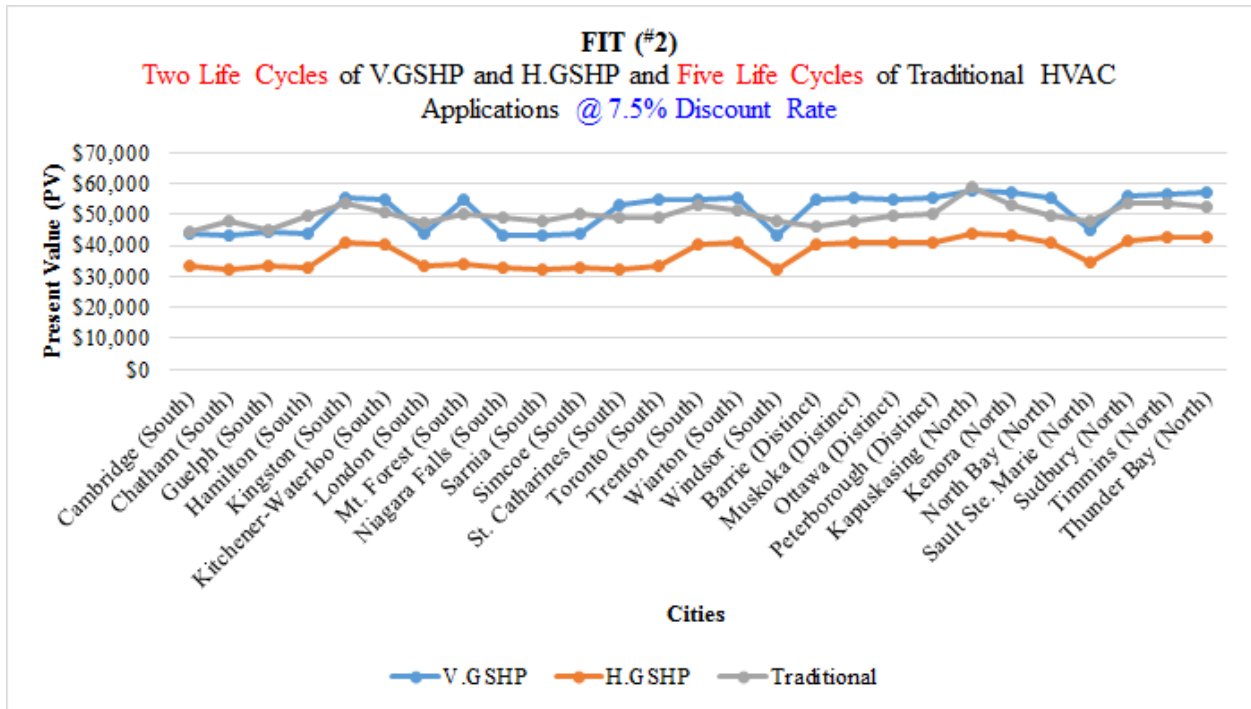 FIT (#2)
Two Life Cycles of V.GSHP and H.GSHP and Five Life Cycles of Traditional HVAC
Applications @ 7.5% Discount Rate
Present Value (PV)
$70,000
$60,000
$50,000
$40,000
$30,000
$20,000
$10,000
$0
Cambridge (South)
Chatham (South)
Guelph (South)
Hamilton (South)
Kingston (South)
Kitchener-Waterloo (South)
London (South)
Mt. Forest (South)
Niagara Falls (South)
Sarnia (South)
Simcoe (South)
St. Catharines (South)
Toronto (South)
Trenton (South)
Wiarton (South)
Windsor (South)
Barrie (Distinct)
Muskoka (Distinct)
Ottawa (Distinct)
Peterborough (Distinct)
Kapuskasing (North)
Kenora (North)
North Bay (North)
Sault Ste. Marie (North)
Sudbury (North)
Timmins (North)
Thunder Bay (North)
Cities
V.GSHP
H.GSHP
Traditional